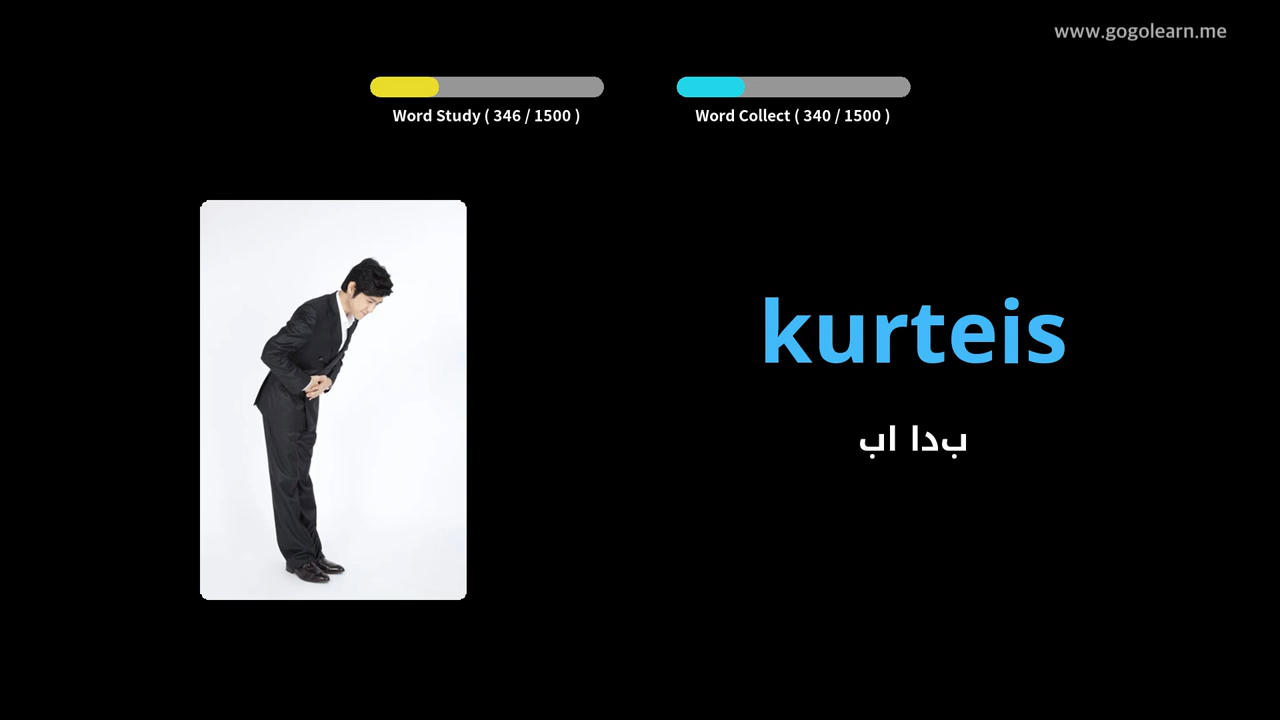 www.gogolearn.me
Word Study ( 346 / 1500 )
Word Collect ( 340 / 1500 )
kurteis
بدا اب